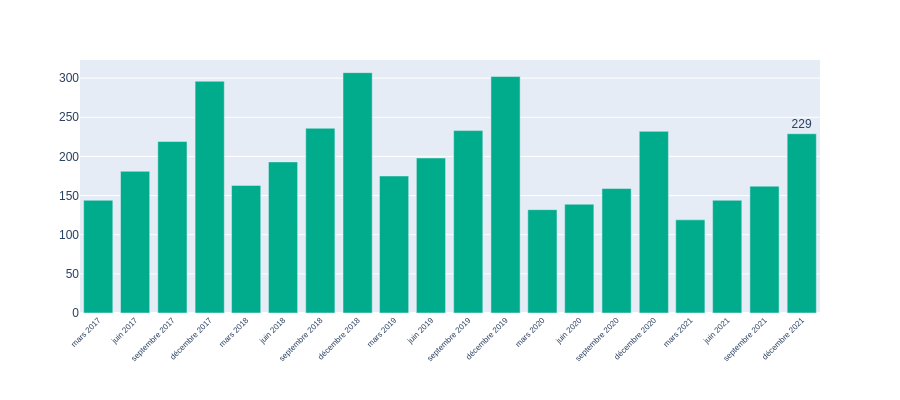 300
250
200
150
100
50
0
229
mars 2017
juin 2017
septembre 2017
décembre 2017
mars 2018
juin 2018
septembre 2018
décembre 2018
mars 2019
juin 2019
septembre 2019
décembre 2019
mars 2020
juin 2020
septembre 2020
décembre 2020
mars 2021
juin 2021
septembre 2021
décembre 2021